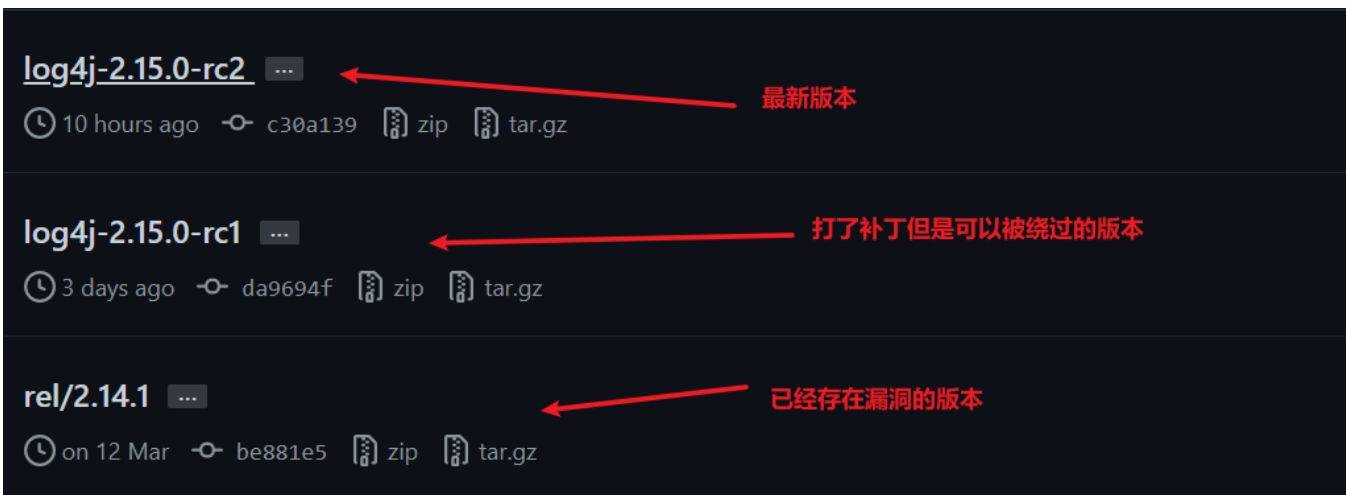 log4j-2.15.0-rc2 ...
最新版本
10 hours ago c30a139 zip tar.gz
log4j-2.15.0-rc1 ...
打了补丁但是可以被绕过的版本
3 days ago da9694f zip tar.gz
rel/2.14.1 ...
已经存在漏洞的版本
on 12 Mar be881e5 zip tar.gz